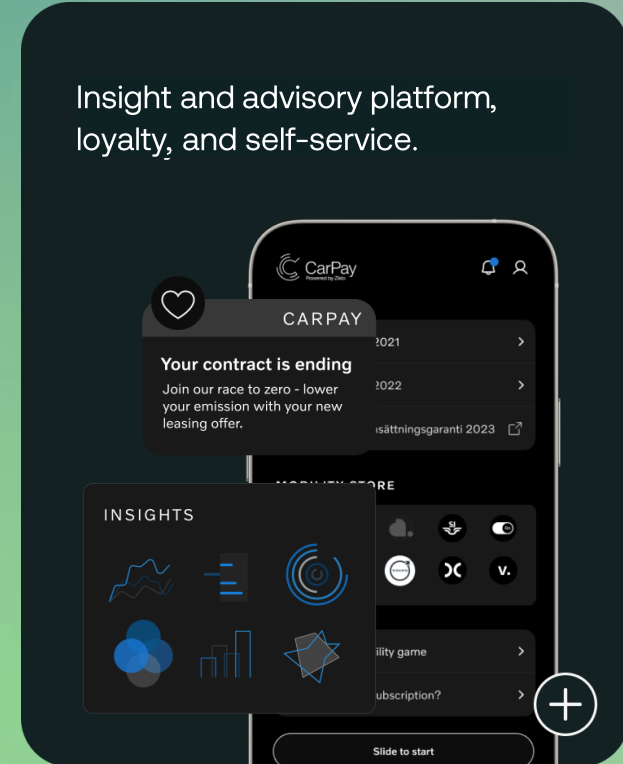 Insight and advisory platform,
loyalty, and self-service.
CarPay
Powered by Ziklo
CARPAY
Your contract is ending
Join our race to zero - lower
your emission with your new
leasing offer.
2021
2022
nsättningsgaranti 2023
MOBILITY STORE
INSIGHTS
SJ
v.
ility game
ubscription?
Slide to start